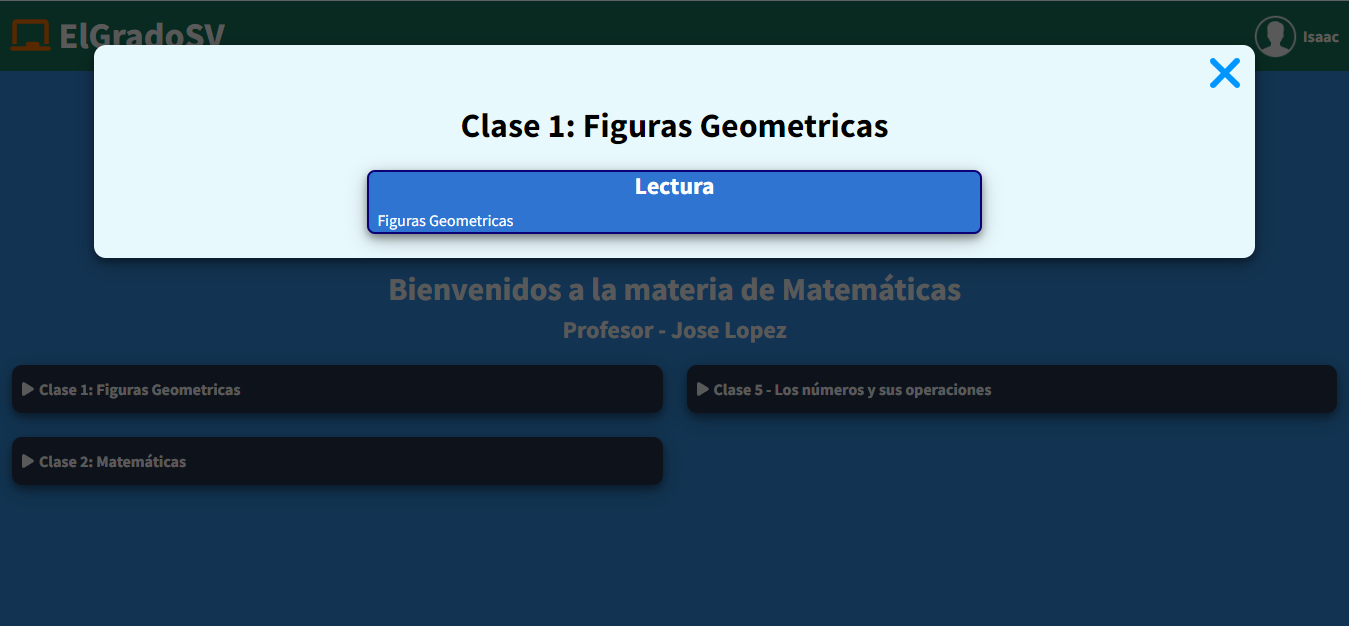 ElGradoSV
Isaac
Clase 1: Figuras Geometricas
Lectura
Figuras Geometricas
Bienvenidos a la materia de Matemáticas
Profesor - Jose Lopez
Clase 1: Figuras Geometricas
Clase 5 - Los números y sus operaciones
Clase 2: Matemáticas